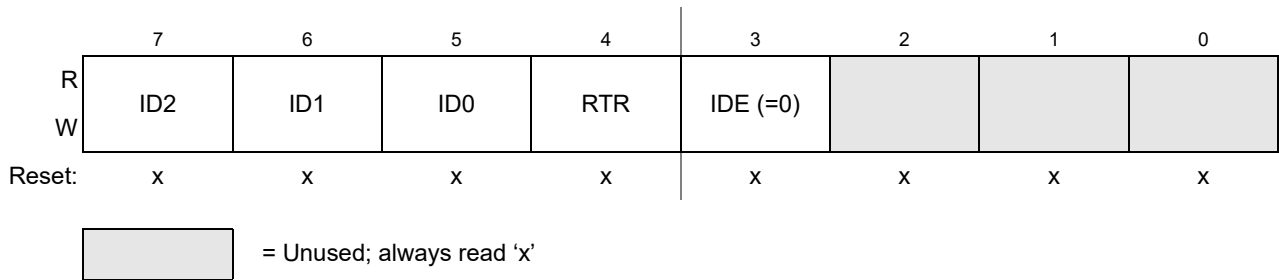 7 6 5 4 3 2 1 0
R
ID2 ID1 ID0 RTR IDE (=0)
W
Reset: x x x x x x x x
= Unused; always read ‘x’